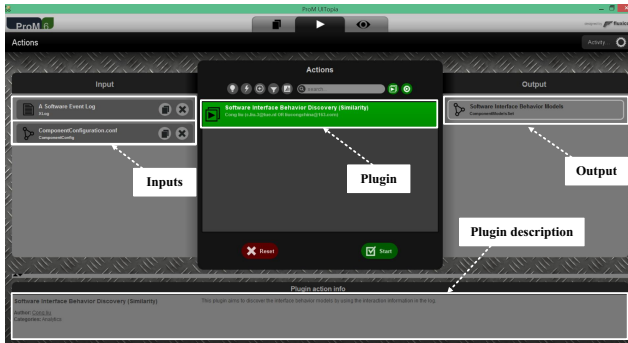 ProM UITopia
ProM 6
Actions
Activity
Input
Actions
Output
search
A Software Event Log
XLog
ComponentConfiguration.conf
ComponentConfig
Software Interface Behavior Discovery (Similarity)
Software Interface Behavior Models
Inputs
Plugin
Output
Plugin description
Reset
Start
Plugin action info
Software Interface Behavior Discovery (Similarity)
This plugin aims to discover the interface behavior models by using the interaction information in the log.
Author: Cong liu
Categories: Analytics